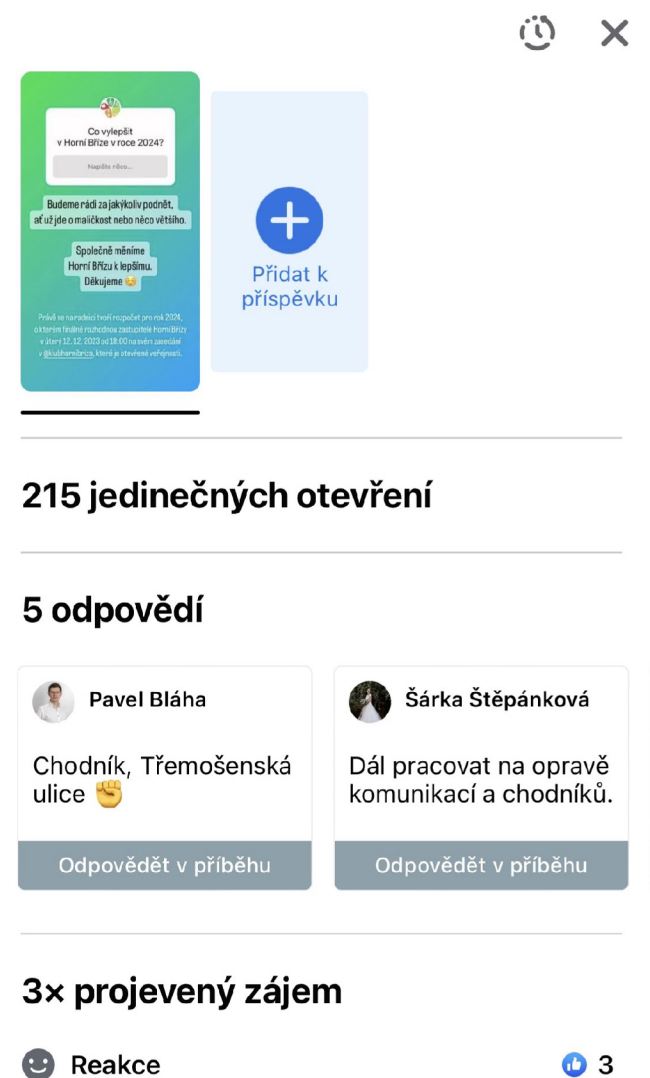 Co vylepšit
v Horní Bříze v roce 2024?
Napište něco...
Budeme rádi za jakýkoliv podnět,
ať už jde o maličkost nebo něco většího.
Společně měníme
Horní Břízu k lepšímu.
Děkujeme 😊
Právě se na radnici tvoří rozpočet pro rok 2024,
o kterém finálně rozhodnou zastupitelé Horní Břízy
v úterý 12. 12. 2023 od 18:00 na svém zasedání
v @klubhornibriza, které je otevřené veřejnosti.
Přidat k
příspěvku
215 jedinečných otevření
5 odpovědí
Pavel Bláha
Chodník, Třemošenská
ulice ✊
Odpovědět v příběhu
Šárka Štěpánková
Dál pracovat na opravě
komunikací a chodníků.
Odpovědět v příběhu
3× projevený zájem
Reakce
3